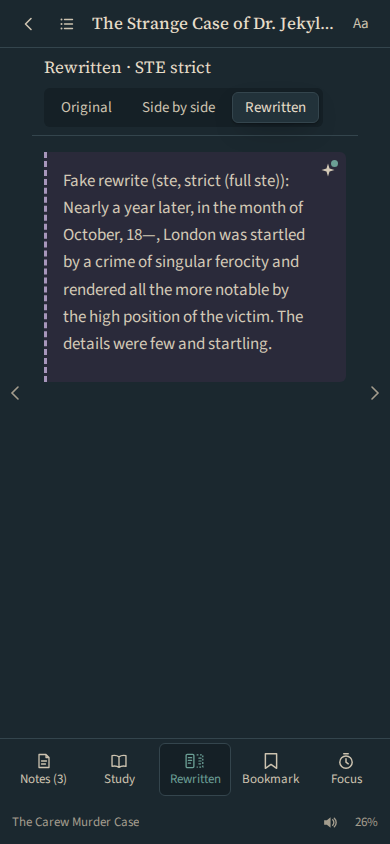 The Strange Case of Dr. Jekyl...
Aa
Rewritten · STE strict
Original
Side by side
Rewritten
Fake rewrite (ste, strict (full ste)):
Nearly a year later, in the month of
October, 18—, London was startled
by a crime of singular ferocity and
rendered all the more notable by
the high position of the victim. The
details were few and startling.
Notes (3)
Study
Rewritten
Bookmark
Focus
The Carew Murder Case
26%